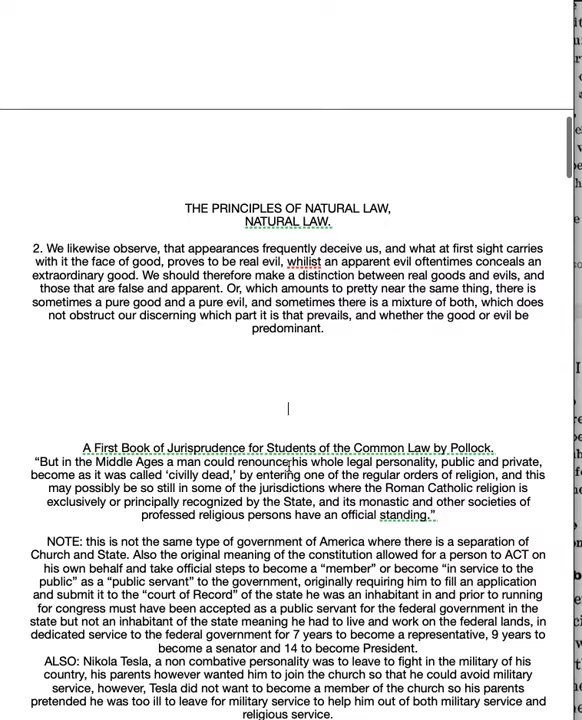 THE PRINCIPLES OF NATURAL LAW,
NATURAL LAW.
2. We likewise observe, that appearances frequently deceive us, and what at first sight carries
with it the face of good, proves to be real evil, whilist an apparent evil oftentimes conceals an
extraordinary good. We should therefore make a distinction between real goods and evils, and
those that are false and apparent. Or, which amounts to pretty near the same thing, there is
sometimes a pure good and a pure evil, and sometimes there is a mixture of both, which does
not obstruct our discerning which part it is that prevails, and whether the good or evil be
predominant.
A First Book of Jurisprudence for Students of the Common Law by Pollock.
“But in the Middle Ages a man could renounce his whole legal personality, public and private,
become as it was called ‘civilly dead,’ by entering one of the regular orders of religion, and this
may possibly be so still in some of the jurisdictions where the Roman Catholic religion is
exclusively or principally recognized by the State, and its monastic and other societies of
professed religious persons have an official standing.”
NOTE: this is not the same type of government of America where there is a separation of
Church and State. Also the original meaning of the constitution allowed for a person to ACT on
his own behalf and take official steps to become a “member” or become “in service to the
public” as a “public servant” to the government, originally requiring him to fill an application
and submit it to the “court of Record” of the state he was an inhabitant in and prior to running
for congress must have been accepted as a public servant for the federal government in the
state but not an inhabitant of the state meaning he had to live and work on the federal lands, in
dedicated service to the federal government for 7 years to become a representative, 9 years to
become a senator and 14 to become President.
ALSO: Nikola Tesla, a non combative personality was to leave to fight in the military of his
country, his parents however wanted him to join the church so that he could avoid military
service, however, Tesla did not want to become a member of the church so his parents
pretended he was too ill to leave for military service to help him out of both military service and
religious service.